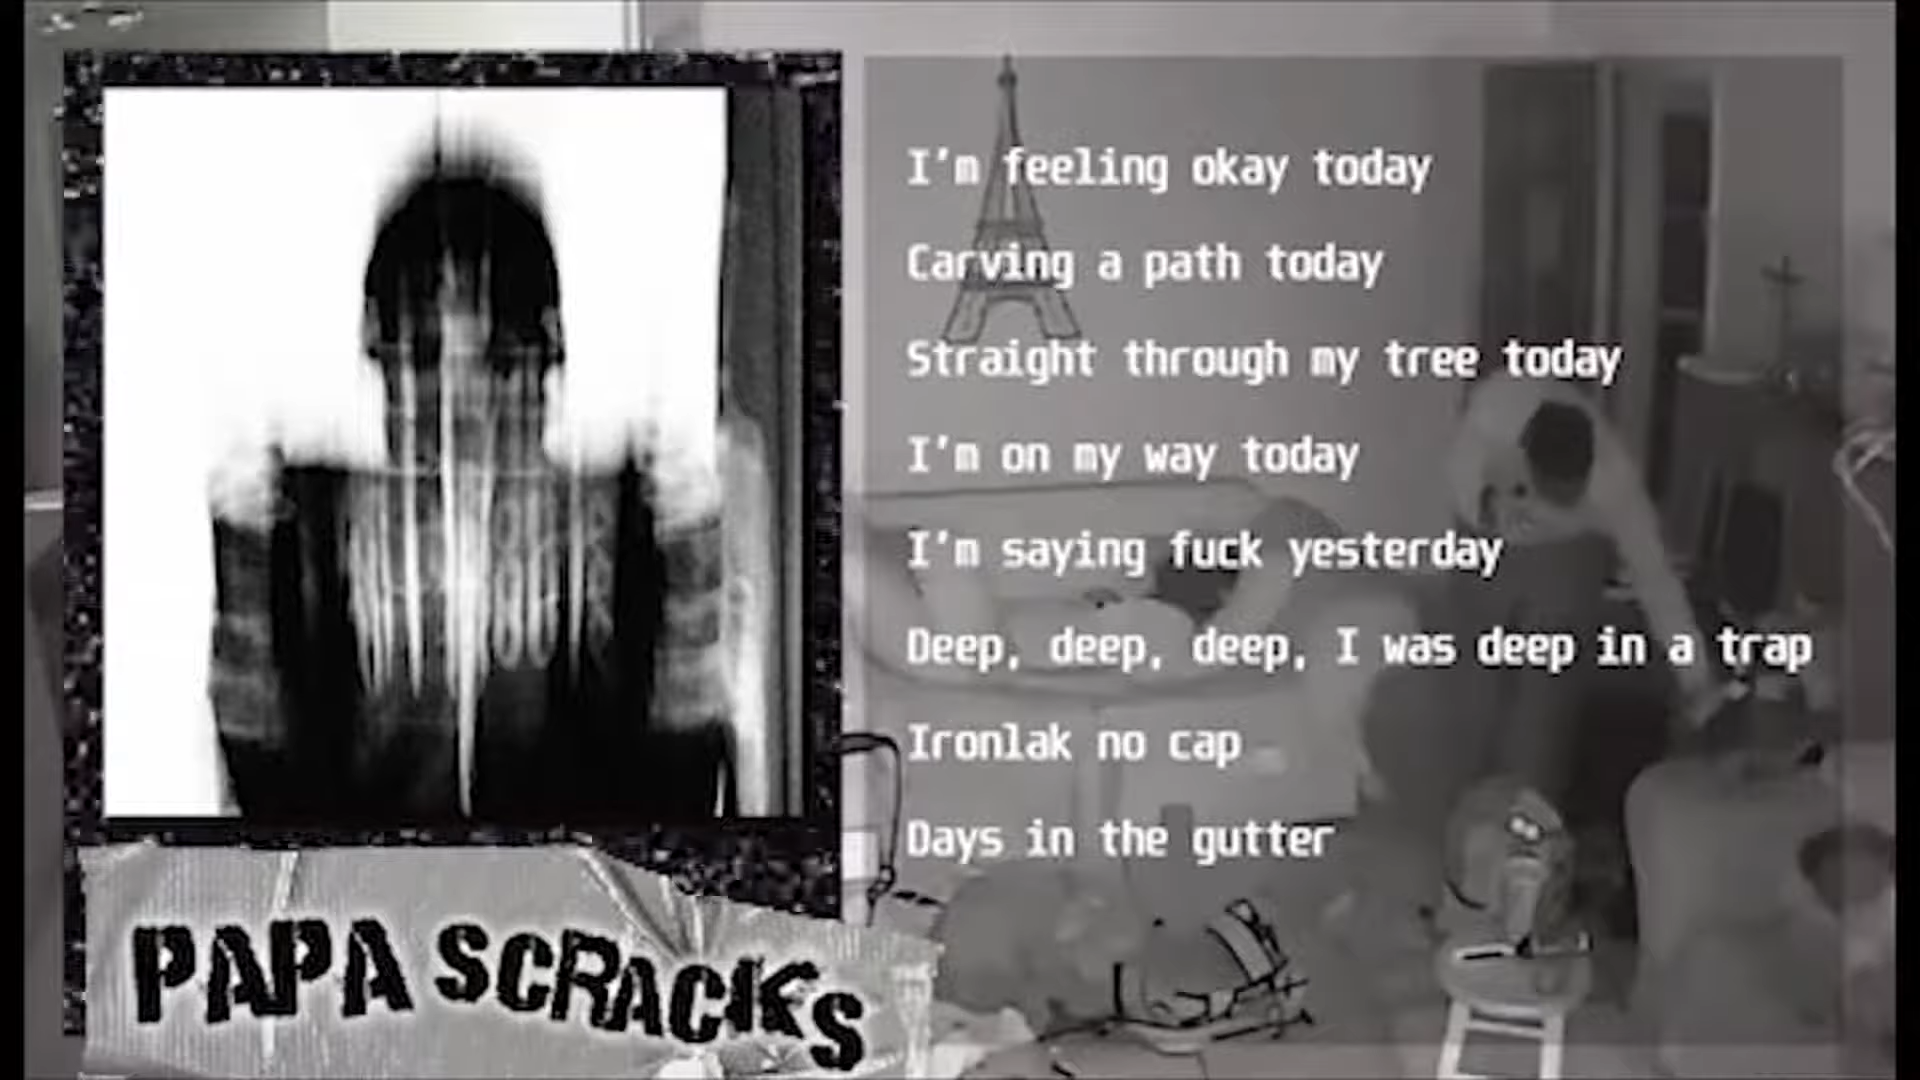 I'm feeling okay today
Carving a path today
Straight through my tree today
I'm on my way today
I'm saying fuck yesterday
Deep, deep, deep, I was deep in a trap
Ironlak no cap
Days in the gutter
PAPA SCRACKS